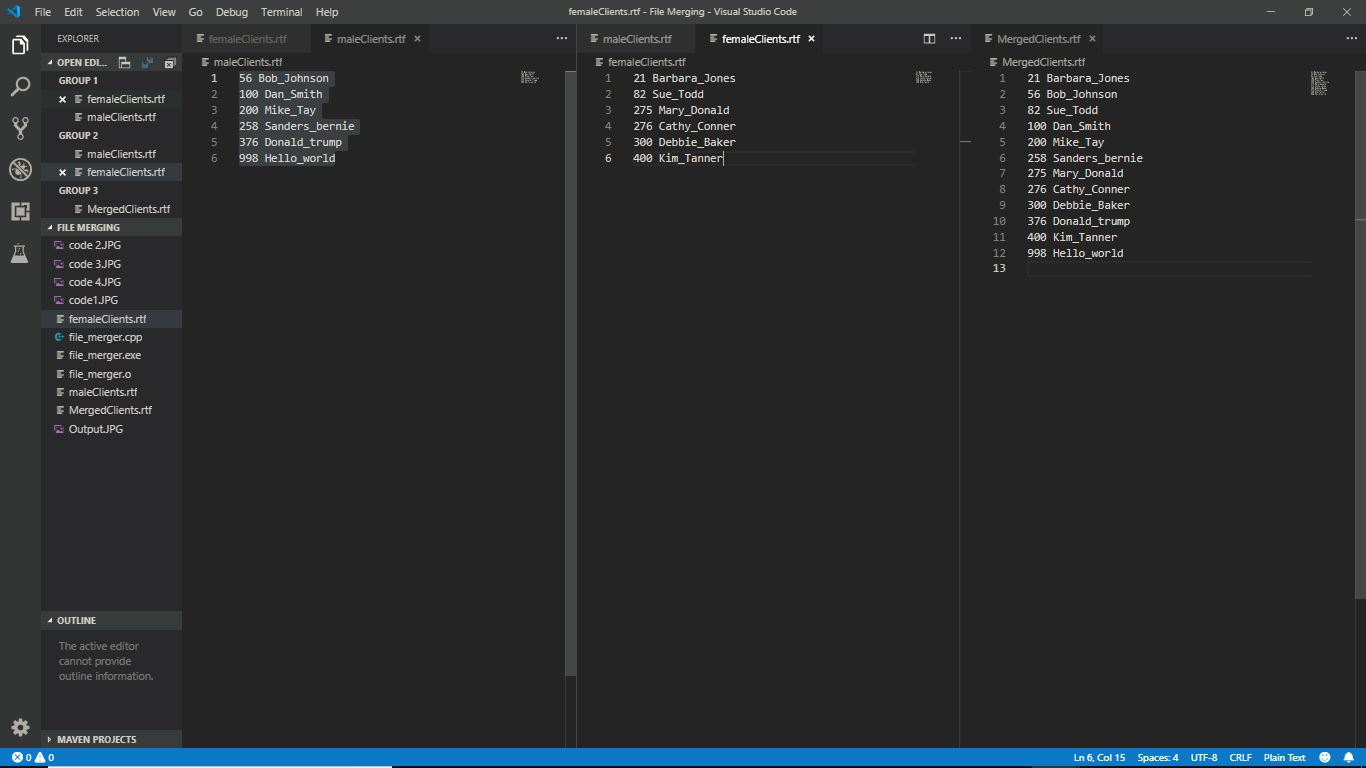 File Edit Selection View Go Debug Terminal Help
femaleClients.rtf - File Merging - Visual Studio Code
EXPLORER
OPEN EDI...
GROUP 1
femaleClients.rtf
maleClients.rtf
GROUP 2
maleClients.rtf
femaleClients.rtf
GROUP 3
MergedClients.rtf
FILE MERGING
code 2.JPG
code 3.JPG
code 4.JPG
code1.JPG
femaleClients.rtf
file_merger.cpp
file_merger.exe
file_merger.o
maleClients.rtf
MergedClients.rtf
Output.JPG
OUTLINE
The active editor
cannot provide
outline information.
MAVEN PROJECTS
femaleClients.rtf maleClients.rtf
maleClients.rtf
1 56 Bob_Johnson
2 100 Dan_Smith
3 200 Mike_Tay
4 258 Sanders_bernie
5 376 Donald_trump
6 998 Hello_world
maleClients.rtf femaleClients.rtf
femaleClients.rtf
1 21 Barbara_Jones
2 82 Sue_Todd
3 275 Mary_Donald
4 276 Cathy_Conner
5 300 Debbie_Baker
6 400 Kim_Tanner
MergedClients.rtf
MergedClients.rtf
1 21 Barbara_Jones
2 56 Bob_Johnson
3 82 Sue_Todd
4 100 Dan_Smith
5 200 Mike_Tay
6 258 Sanders_bernie
7 275 Mary_Donald
8 276 Cathy_Conner
9 300 Debbie_Baker
10 376 Donald_trump
11 400 Kim_Tanner
12 998 Hello_world
13
0 0
Ln 6, Col 15 Spaces: 4 UTF-8 CRLF Plain Text